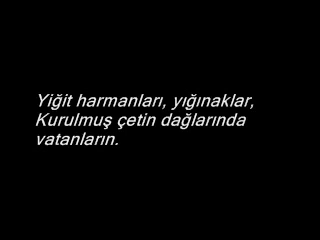 Yiğit harmanları, yığınaklar,
Kurulmuş çetin dağlarında
vatanların.